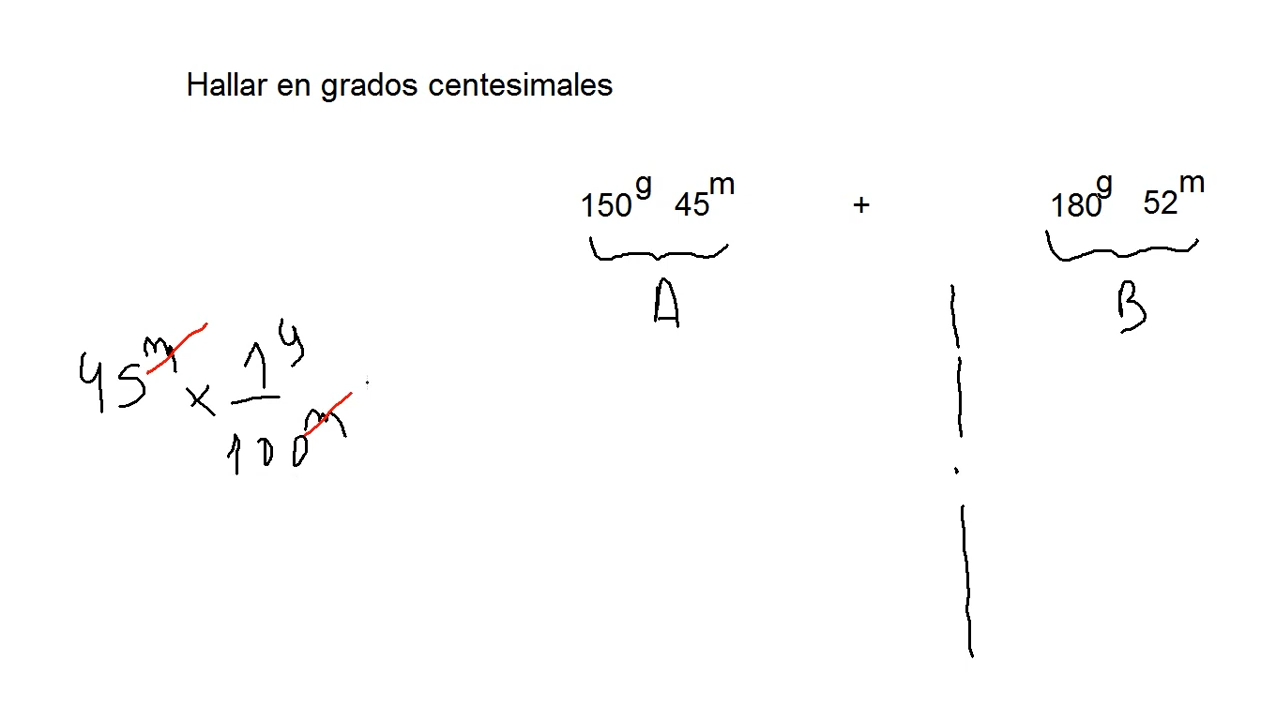 Hallar en grados centesimales
150^g 45^m + 180^g 52^m
A B
45^m x 1^g
100^m